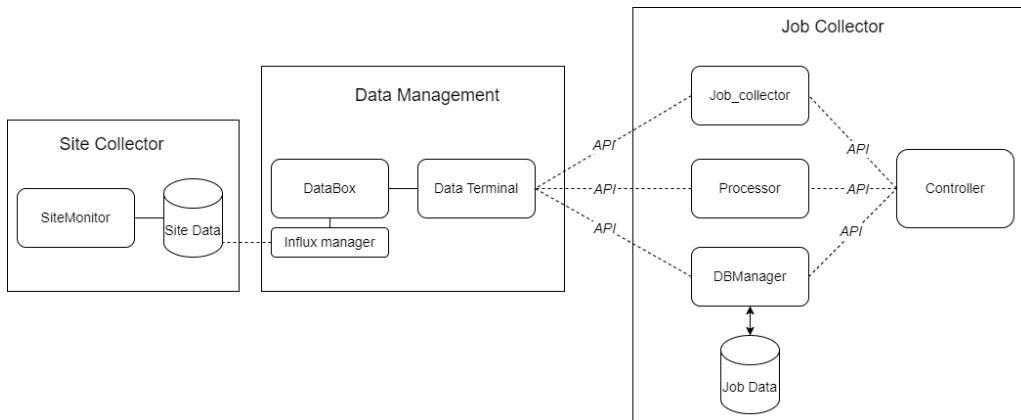 Job Collector
Data Management
Site Collector
Job_collector
API
API
DataBox
Data Terminal
API
Processor
API
Controller
SiteMonitor
Site Data
Influx manager
API
API
DBManager
Job Data